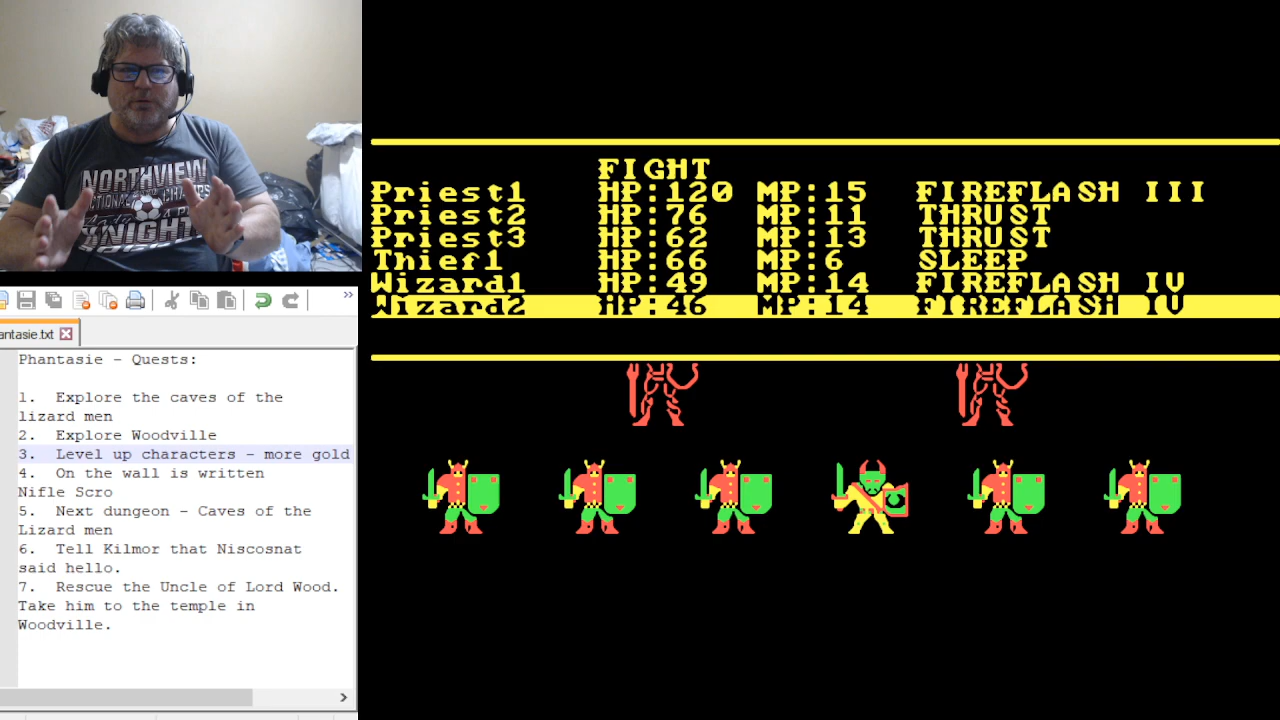 NORTHVIEW
KNIGHT
FIGHT
Priest1 HP:120 MP:15 FIREFLASH III
Priest2 HP:76 MP:11 THRUST
Priest3 HP:62 MP:13 THRUST
Thief1 HP:66 MP:6 SLEEP
Wizard1 HP:49 MP:14 FIREFLASH IV
Wizard2 HP:46 MP:14 FIREFLASH IV
antasie.txt
Phantasie - Quests:
1. Explore the caves of the
lizard men
2. Explore Woodville
3. Level up characters - more gold
4. On the wall is written
Nifle Scro
5. Next dungeon - Caves of the
Lizard men
6. Tell Kilmor that Niscosnat
said hello.
7. Rescue the Uncle of Lord Wood.
Take him to the temple in
Woodville.